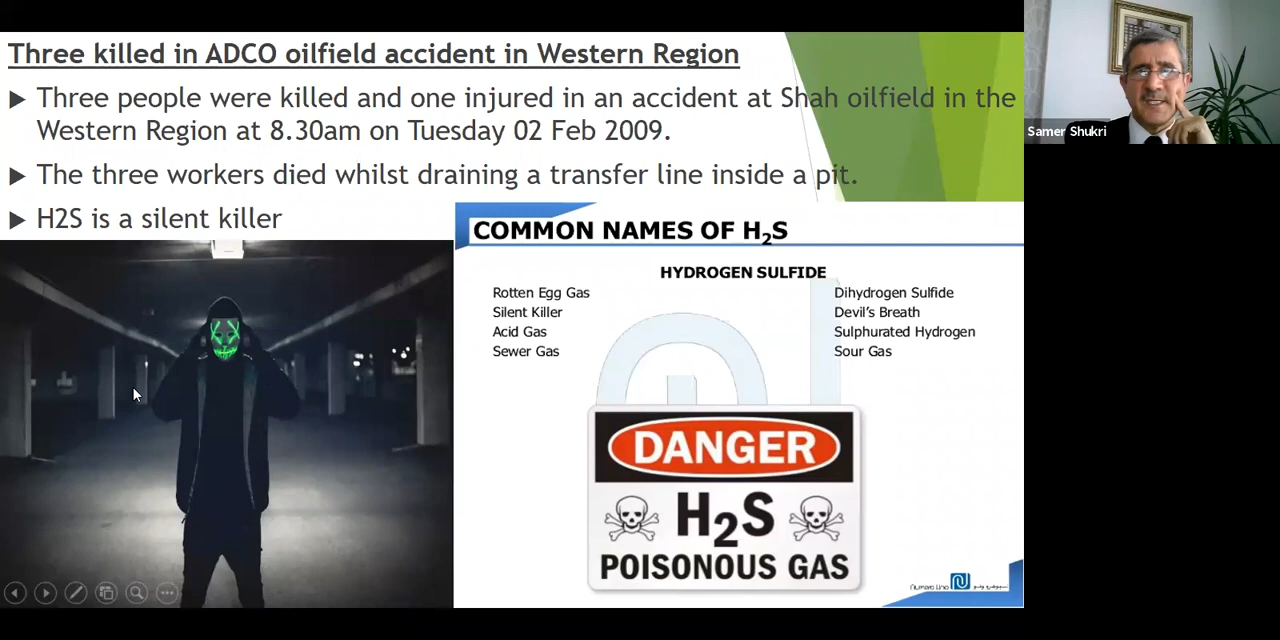 Three killed in ADCO oilfield accident in Western Region
Three people were killed and one injured in an accident at Shah oilfield in the
Western Region at 8.30am on Tuesday 02 Feb 2009.
The three workers died whilst draining a transfer line inside a pit.
H2S is a silent killer
Samer Shukri
COMMON NAMES OF H₂S
HYDROGEN SULFIDE
Rotten Egg Gas
Silent Killer
Acid Gas
Sewer Gas
Dihydrogen Sulfide
Devil's Breath
Sulphurated Hydrogen
Sour Gas
DANGER
H₂S
POISONOUS GAS
Numero Uno